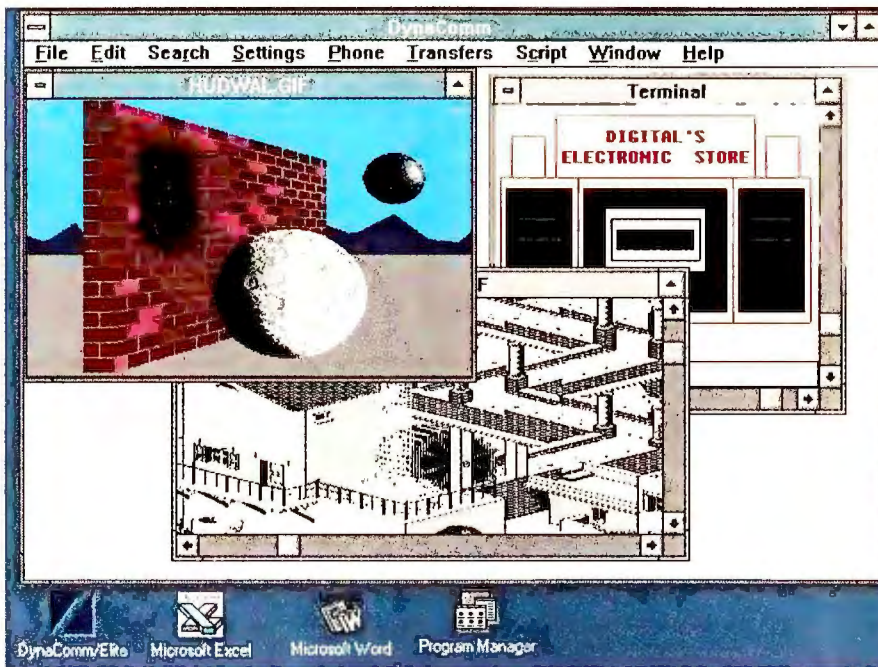 DynaComm
File Edit Search Settings Phone Transfers Script Window Help
HUDWAL.GIF
Terminal
DIGITAL'S
ELECTRONIC STORE
F
DynaComm/Elite
Microsoft Excel
Microsoft Word
Program Manager